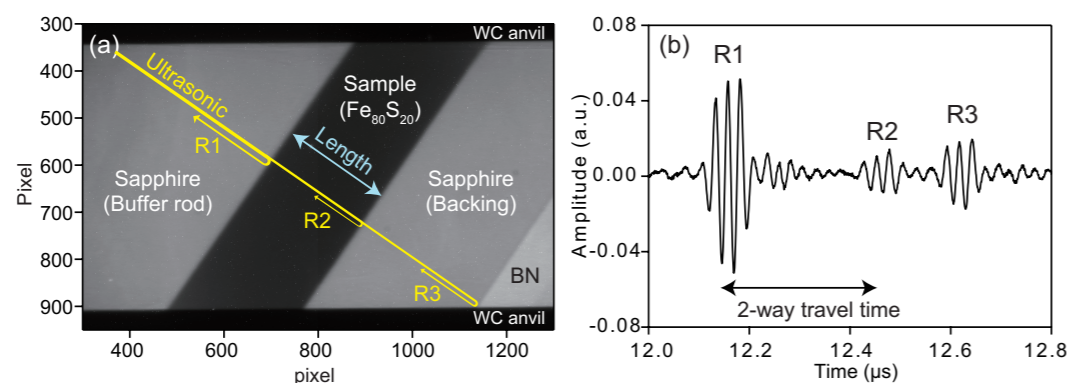 (a)
WC anvil
300
400
500
600
700
800
900
Pixel
Ultrasonic
R1
Sample
(Fe80S20)
Length
Sapphire
(Buffer rod)
R2
Sapphire
(Backing)
R3
BN
WC anvil
400 600 800 1000 1200
pixel
(b)
0.08
0.04
0.00
-0.04
-0.08
Amplitude (a.u.)
R1
R2
R3
2-way travel time
12.0 12.2 12.4 12.6 12.8
Time (µs)